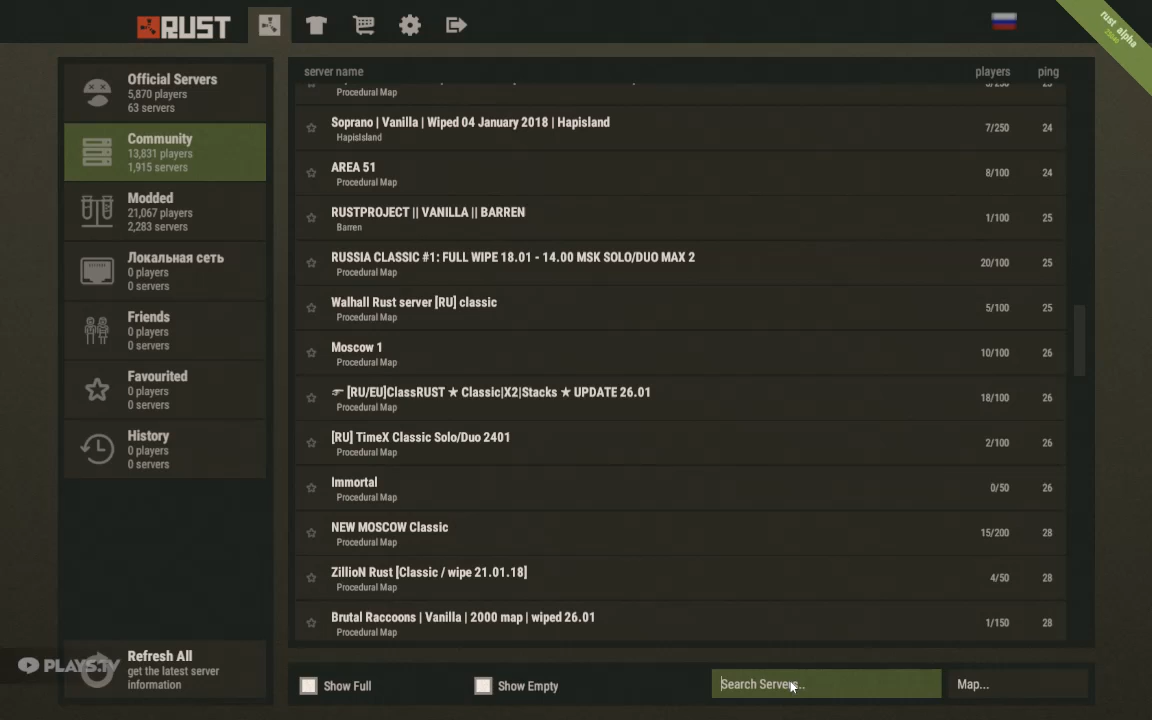 RUST
rust_alpha
Official Servers
5,870 players
63 servers
Community
13,831 players
1,915 servers
Modded
21,067 players
2,283 servers
Локальная сеть
0 players
0 servers
Friends
0 players
0 servers
Favourited
0 players
0 servers
History
0 players
0 servers
Refresh All
get the latest server
information
PLAYS.TV
server name players ping
Procedural Map
Soprano | Vanilla | Wiped 04 January 2018 | Hapisland 7/250 24
HapisIsland
AREA 51 8/100 24
Procedural Map
RUSTPROJECT || VANILLA || BARREN 1/100 25
Barren
RUSSIA CLASSIC #1: FULL WIPE 18.01 - 14.00 MSK SOLO/DUO MAX 2 20/100 25
Procedural Map
Walhall Rust server [RU] classic 5/100 25
Procedural Map
Moscow 1 10/100 26
Procedural Map
☞ [RU/EU]ClassRUST ★ Classic|X2|Stacks ★ UPDATE 26.01 18/100 26
Procedural Map
[RU] TimeX Classic Solo/Duo 2401 2/100 26
Procedural Map
Immortal 0/50 26
Procedural Map
NEW MOSCOW Classic 15/200 28
Procedural Map
ZillioN Rust [Classic / wipe 21.01.18] 4/50 28
Procedural Map
Brutal Raccoons | Vanilla | 2000 map | wiped 26.01 1/150 28
Procedural Map
Show Full Show Empty Search Servers... Map...